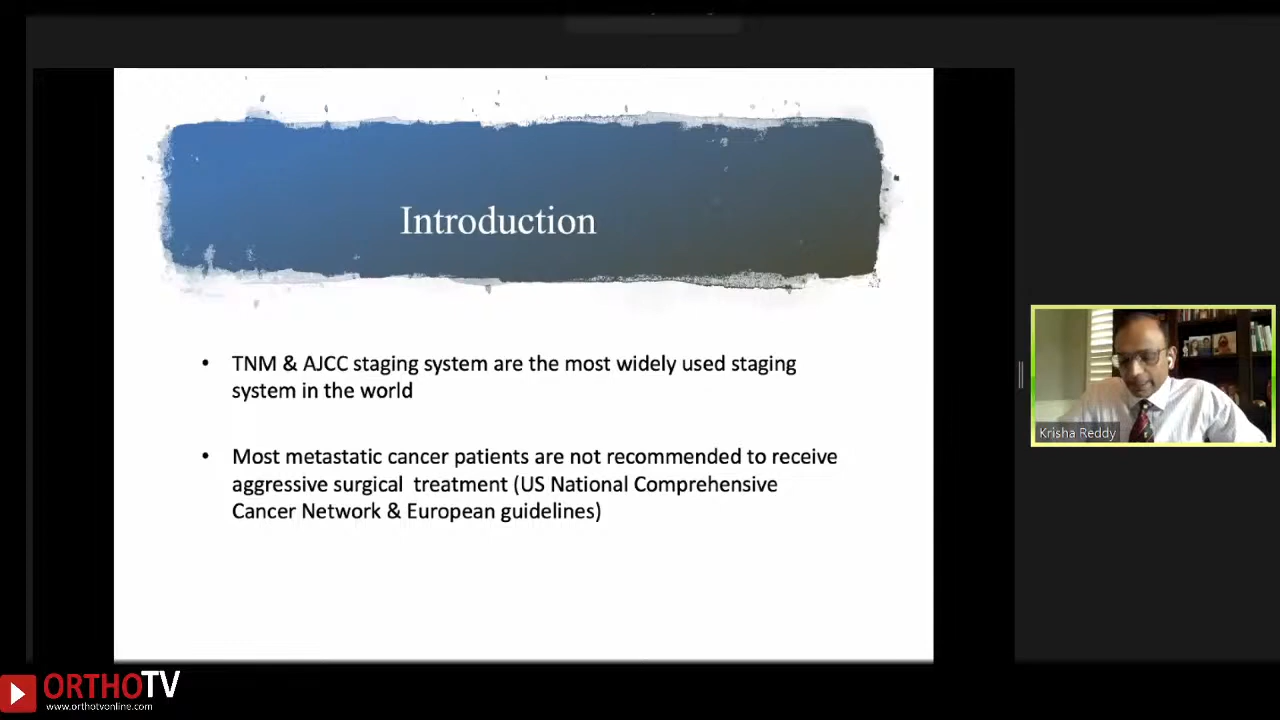 Introduction
• TNM & AJCC staging system are the most widely used staging
system in the world
• Most metastatic cancer patients are not recommended to receive
aggressive surgical treatment (US National Comprehensive
Cancer Network & European guidelines)
Krisha Reddy
ORTHOTV
www.orthotvonline.com